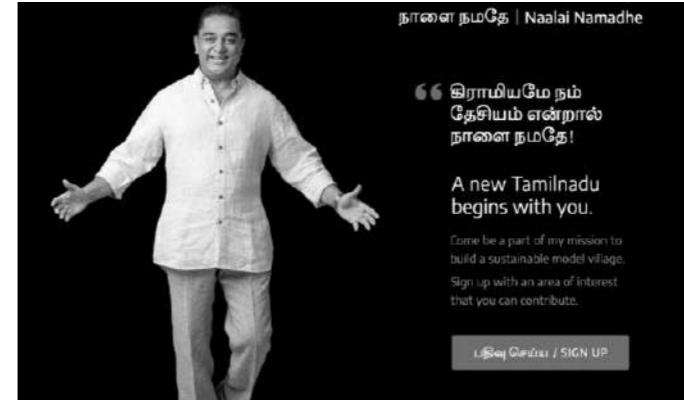 நாளை நமதே | Naalai Namadhe
“ கிராமியமே நம்
தேசியம் என்றால்
நாளை நமதே!
A new Tamilnadu
begins with you.
Come be a part of my mission to
build a sustainable model village.
Sign up with an area of interest
that you can contribute.
பதிவு செய்ய / SIGN UP